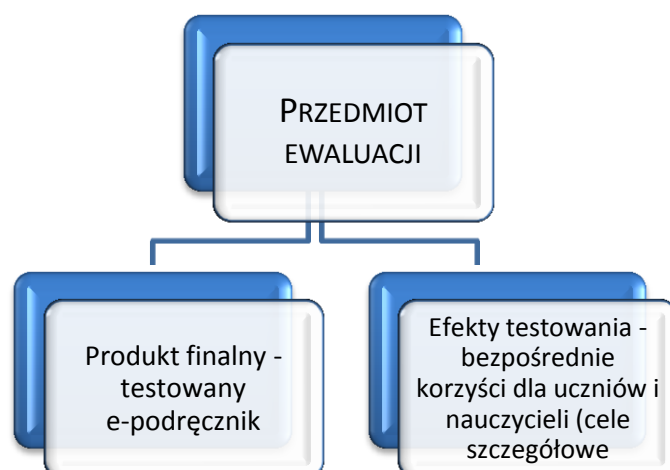 PRZEDMIOT
EWALUACJI
Produkt finalny -
testowany
e-podręcznik
Efekty testowania -
bezpośrednie
korzyści dla uczniów i
nauczycieli (cele
szczegółowe